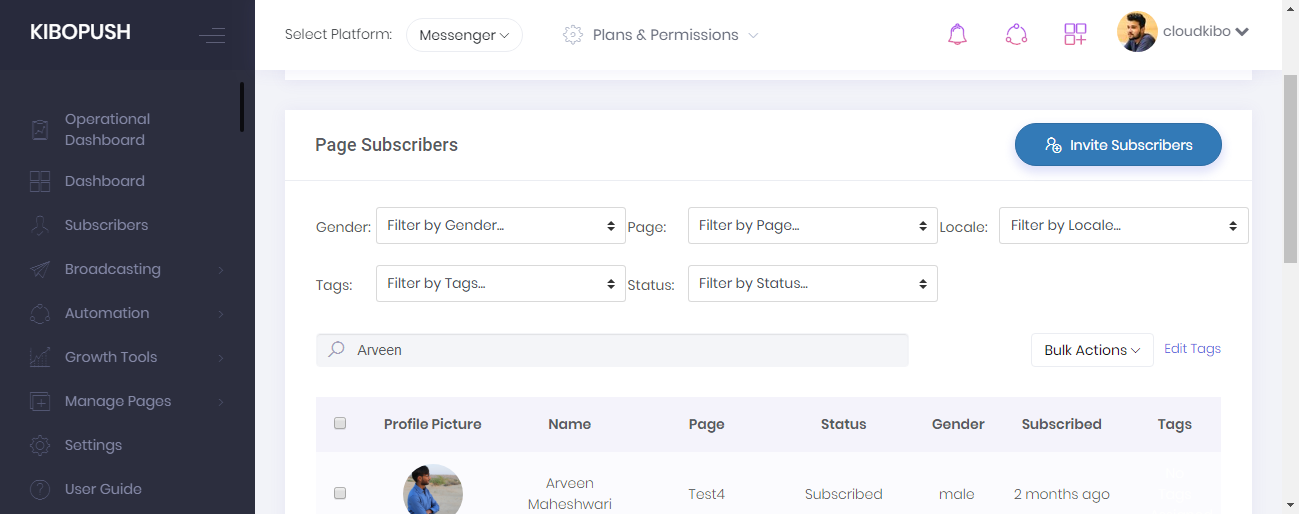 KIBOPUSH
Select Platform: Messenger Plans & Permissions cloudkibo
Operational
Dashboard
Dashboard
Subscribers
Broadcasting
Automation
Growth Tools
Manage Pages
Settings
User Guide
Page Subscribers Invite Subscribers
Gender: Filter by Gender... Page: Filter by Page... Locale: Filter by Locale...
Tags: Filter by Tags... Status: Filter by Status...
Arveen Bulk Actions Edit Tags
Profile Picture Name Page Status Gender Subscribed Tags
Arveen
Maheshwari
Test4 Subscribed male 2 months ago